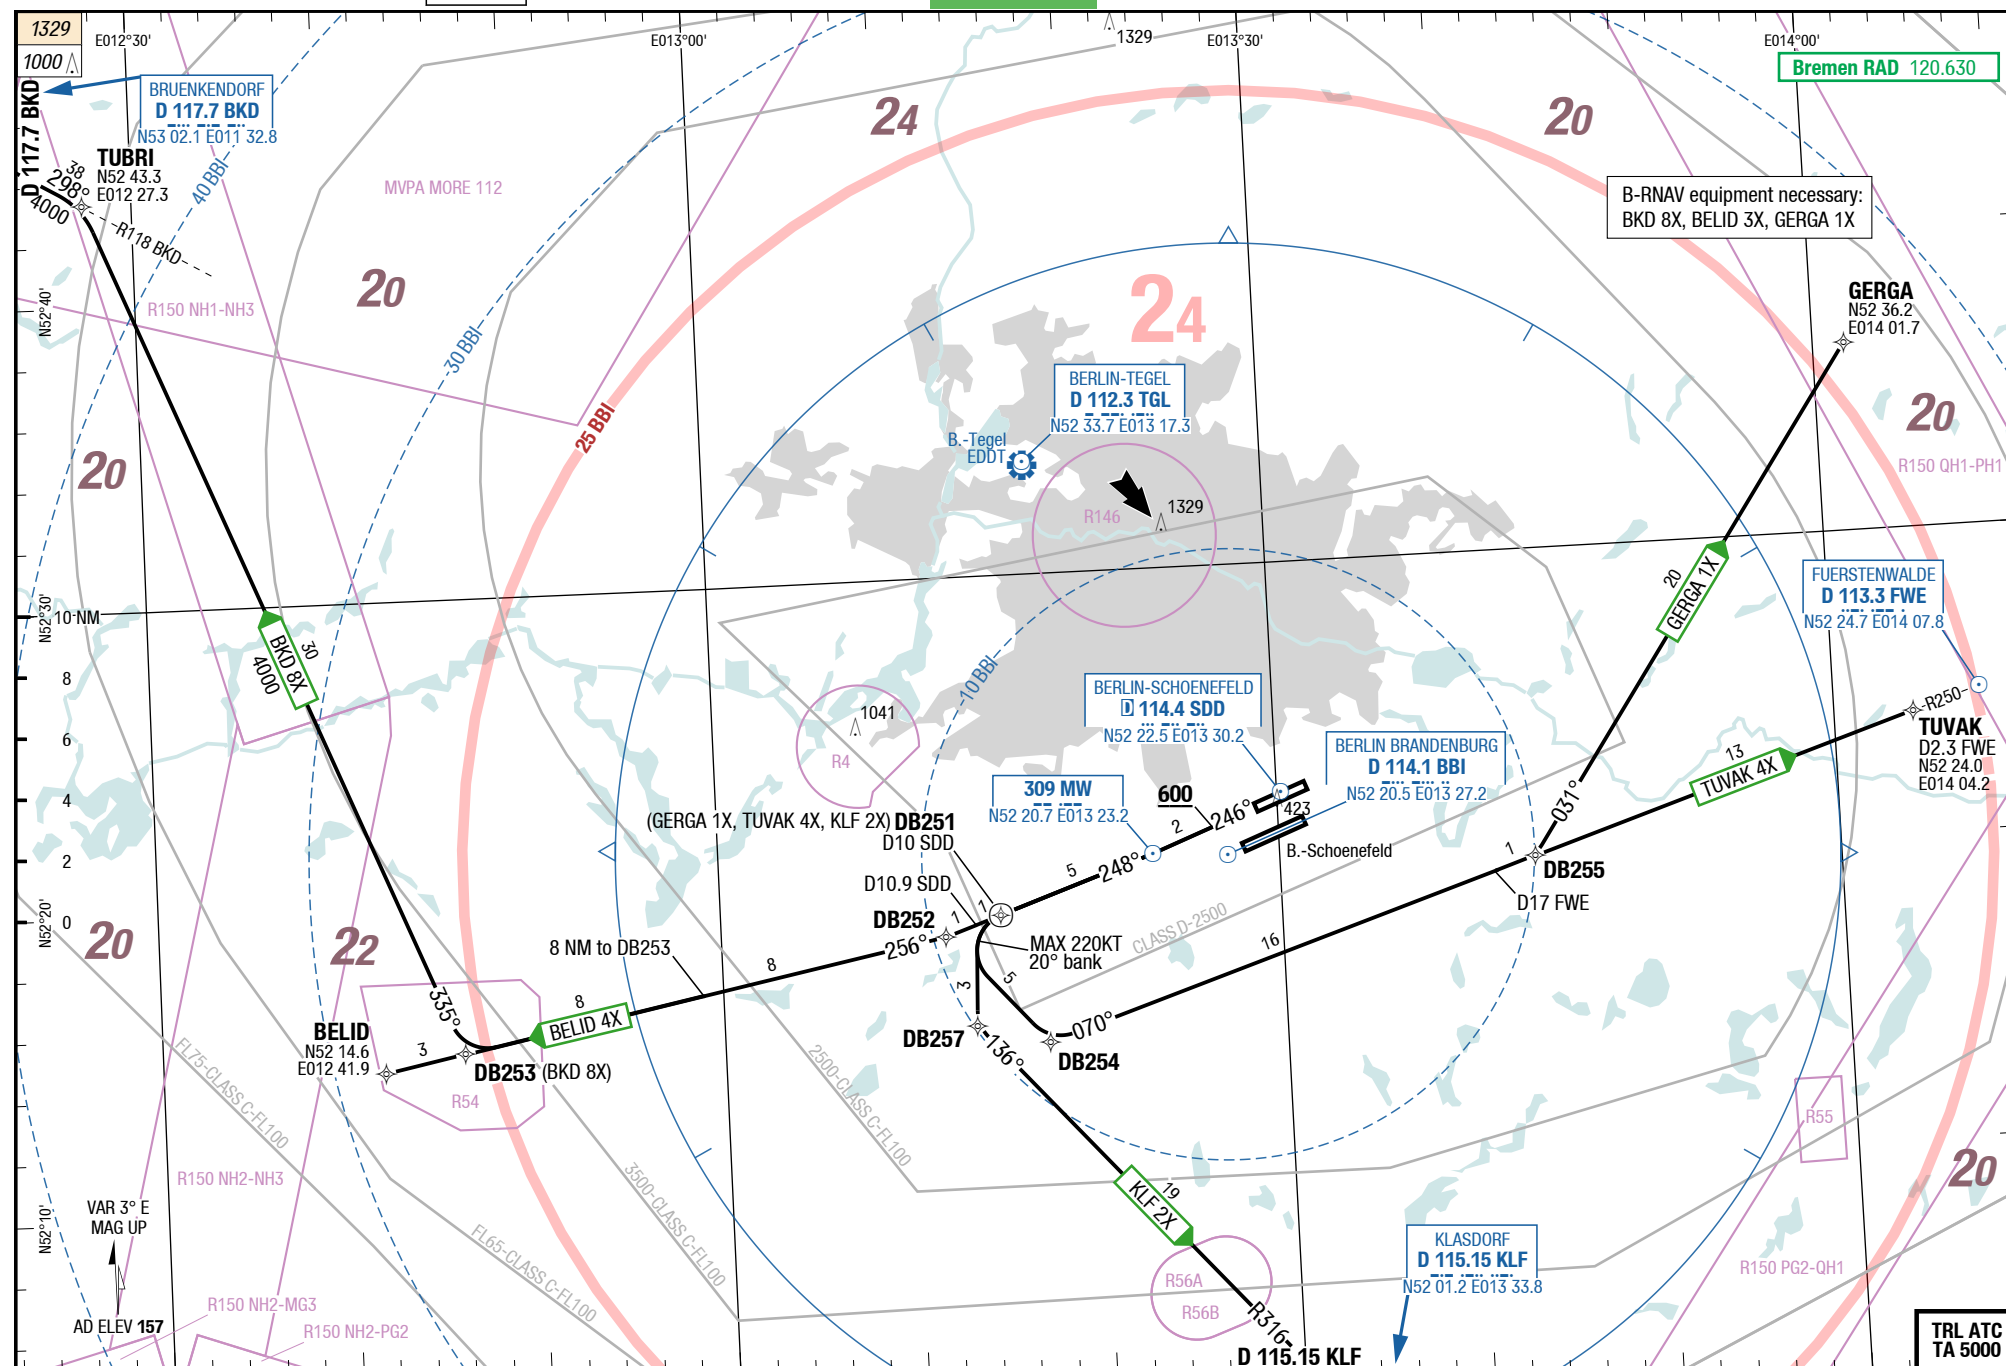 1329
1000
E012°30'
E013°00'
1329
E013°30'
E014°00'
Bremen RAD 120.630
D 117.7 BKD
BRUENKENDORF
D 117.7 BKD
N53 02.1 E011 32.8
40 BBI
24
20
TUBRI
N52 43.3
E012 27.3
38
298°
4000
R118 BKD
MVPA MORE 112
B-RNAV equipment necessary:
BKD 8X, BELID 3X, GERGA 1X
20
R150 NH1-NH3
N52°40'
30 BBI
24
GERGA
N52 36.2
E014 01.7
25 BBI
BERLIN-TEGEL
D 112.3 TGL
N52 33.7 E013 17.3
B.-Tegel
EDDT
20
20
R150 QH1-PH1
R146
1329
N52°30'
10 NM
8
6
4
2
0
20
GERGA 1X
FUERSTENWALDE
D 113.3 FWE
N52 24.7 E014 07.8
30
BKD 8X
4000
10 BBI
BERLIN-SCHOENEFELD
D 114.4 SDD
N52 22.5 E013 30.2
1041
R4
BERLIN BRANDENBURG
D 114.1 BBI
N52 20.5 E013 27.2
R250
TUVAK
D2.3 FWE
N52 24.0
E014 04.2
13
TUVAK 4X
309 MW
N52 20.7 E013 23.2
600
246°
423
2
031°
(GERGA 1X, TUVAK 4X, KLF 2X) DB251
D10 SDD
5
248°
B.-Schoenefeld
1
DB255
D17 FWE
D10.9 SDD
DB252
1
1
N52°20'
20
22
8 NM to DB253
8
256°
MAX 220KT
20° bank
CLASS D-2500
16
3
5
335°
8
BELID 4X
BELID
N52 14.6
E012 41.9
3
DB253 (BKD 8X)
R54
DB257
136°
070°
DB254
FL75-CLASS C-FL100
2500-CLASS C-FL100
3500-CLASS C-FL100
FL65-CLASS C-FL100
R55
20
R150 NH2-NH3
N52°10'
VAR 3° E
MAG UP
19
KLF 2X
KLASDORF
D 115.15 KLF
N52 01.2 E013 33.8
R150 PG2-QH1
R56A
R56B
R150 NH2-MG3
AD ELEV 157
R150 NH2-PG2
R316
D 115.15 KLF
TRL ATC
TA 5000